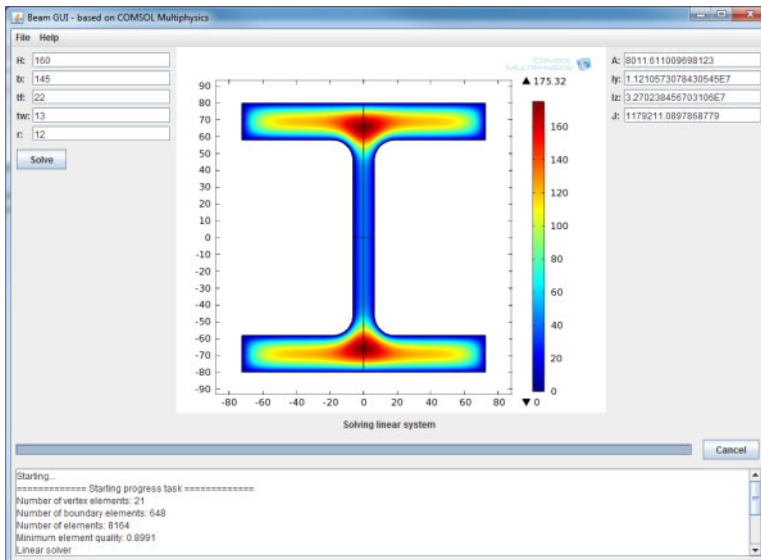 Beam GUI - based on COMSOL Multiphysics
File Help
H: 160
b: 145
tf: 22
tw: 13
r: 12
Solve
COMSOL
MULTIPHYSICS
▲ 175.32
90
80
70
60
50
40
30
20
10
0
-10
-20
-30
-40
-50
-60
-70
-80
-90
-80 -60 -40 -20 0 20 40 60 80
160
140
120
100
80
60
40
20
0
▼ 0
A: 8011.611009698123
Iy: 1.1210573078430545E7
Iz: 3.270238456703106E7
J: 1179211.0897868779
Solving linear system
Cancel
Starting...
============= Starting progress task =============
Number of vertex elements: 21
Number of boundary elements: 648
Number of elements: 8164
Minimum element quality: 0.8991
Linear solver